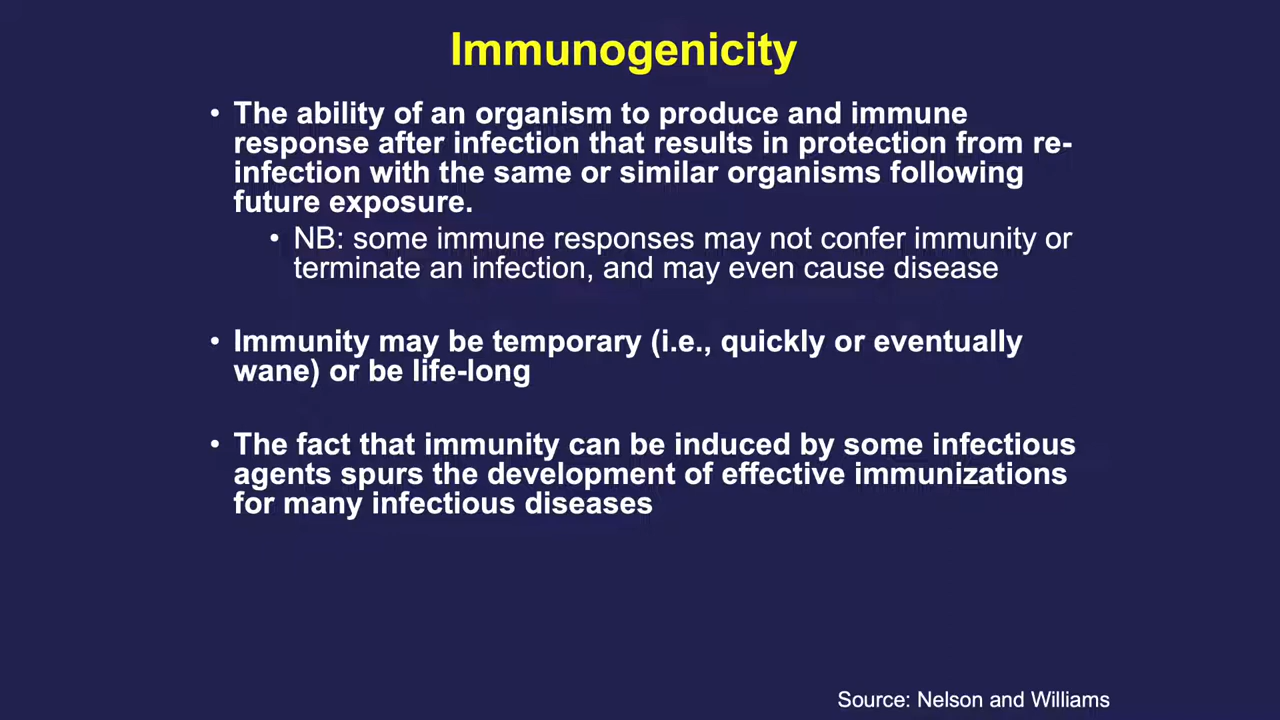 Immunogenicity
• The ability of an organism to produce and immune
response after infection that results in protection from re-
infection with the same or similar organisms following
future exposure.
• NB: some immune responses may not confer immunity or
terminate an infection, and may even cause disease
• Immunity may be temporary (i.e., quickly or eventually
wane) or be life-long
• The fact that immunity can be induced by some infectious
agents spurs the development of effective immunizations
for many infectious diseases
Source: Nelson and Williams